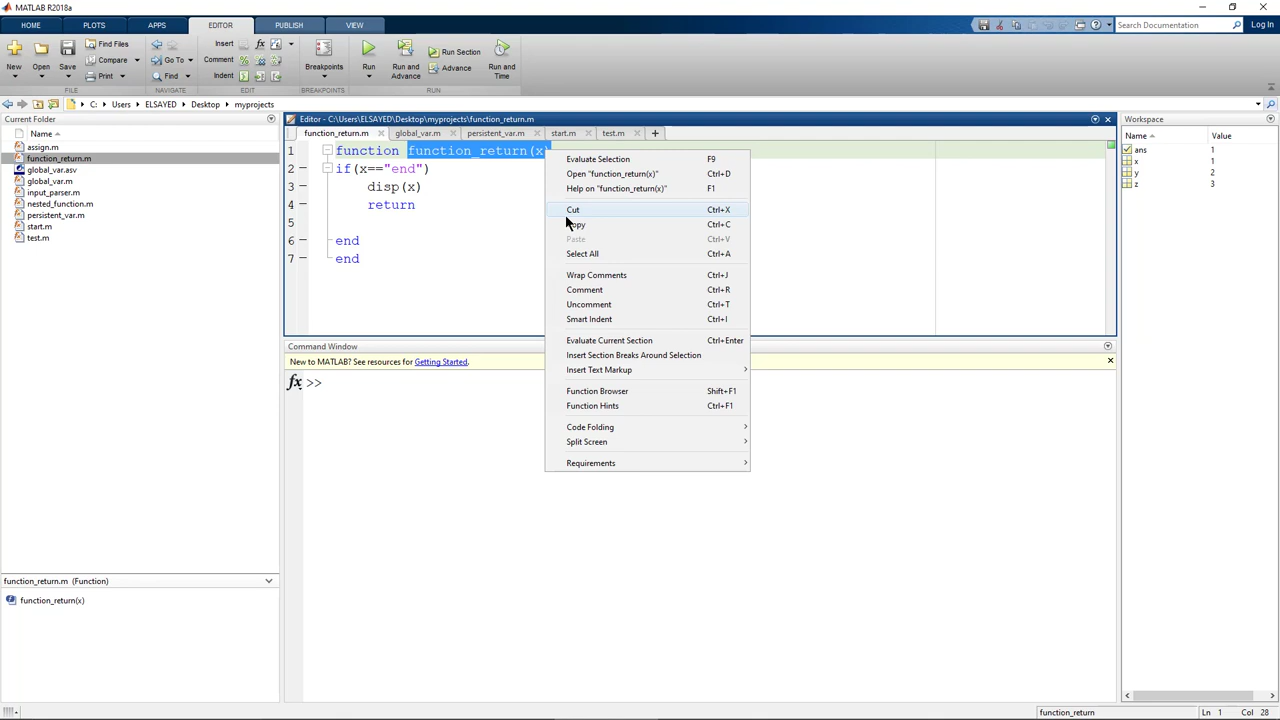 MATLAB R2018a
HOME PLOTS APPS EDITOR PUBLISH VIEW Search Documentation Log In
New Open Save Find Files Compare Print Go To Find Insert Comment Indent fx Breakpoints Run Run and Advance Run Section Advance Run and Time
FILE NAVIGATE EDIT BREAKPOINTS RUN
C: Users ELSAYED Desktop myprojects
Current Folder
Name
assign.m
function_return.m
global_var.asv
global_var.m
input_parser.m
nested_function.m
persistent_var.m
start.m
test.m
function_return.m (Function)
function_return(x)
Editor - C:\Users\ELSAYED\Desktop\myprojects\function_return.m
function_return.m global_var.m persistent_var.m start.m test.m
1 function function_return(x)
2 if(x=="end")
3 disp(x)
4 return
5
6 end
7 end
Evaluate Selection F9
Open "function_return(x)" Ctrl+D
Help on "function_return(x)" F1
Cut Ctrl+X
Copy Ctrl+C
Paste Ctrl+V
Select All Ctrl+A
Wrap Comments Ctrl+J
Comment Ctrl+R
Uncomment Ctrl+T
Smart Indent Ctrl+I
Evaluate Current Section Ctrl+Enter
Insert Section Breaks Around Selection
Insert Text Markup
Function Browser Shift+F1
Function Hints Ctrl+F1
Code Folding
Split Screen
Requirements
Command Window
New to MATLAB? See resources for Getting Started.
fx >>
Workspace
Name Value
ans 1
x 1
y 2
z 3
function_return Ln 1 Col 28